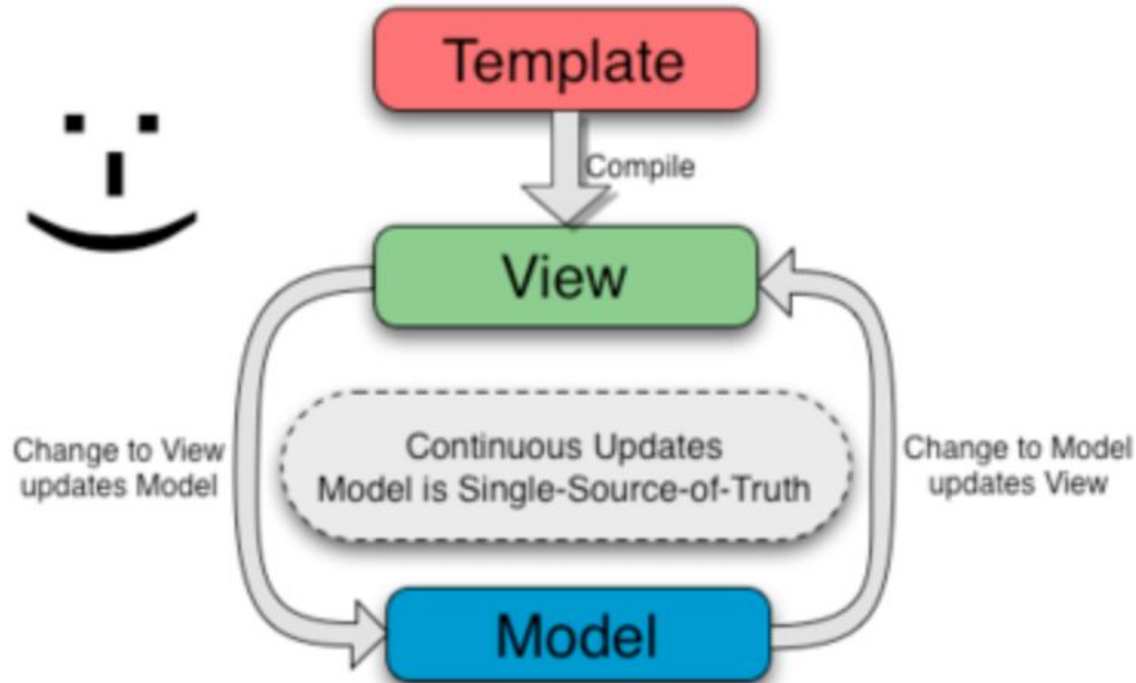 Template
Compile
View
Change to View
updates Model
Continuous Updates
Model is Single-Source-of-Truth
Change to Model
updates View
Model